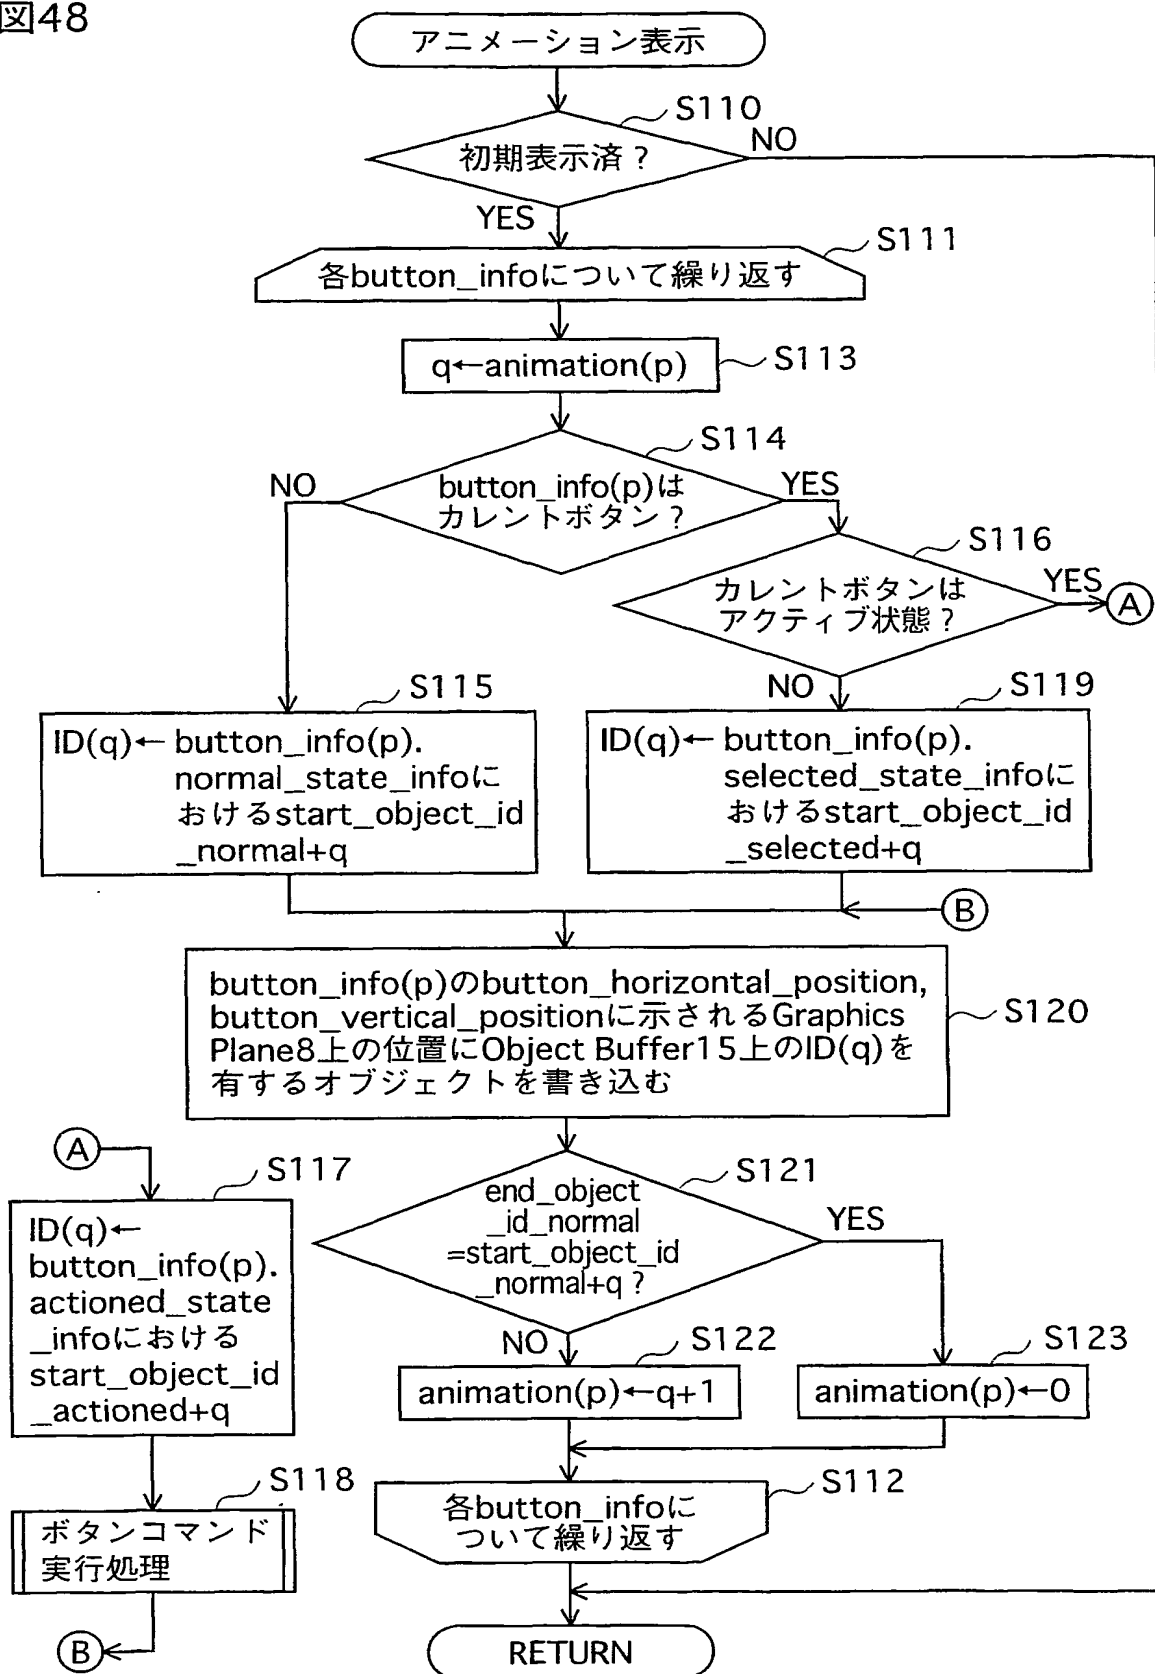 図48
アニメーション表示
S110
初期表示済？
NO
YES
S111
各button_infoについて繰り返す
q←animation(p)
S113
S114
button_info(p)は
カレントボタン？
NO
YES
S116
カレントボタンは
アクティブ状態？
YES
A
NO
S115
ID(q)← button_info(p).
normal_state_infoに
おけるstart_object_id
_normal+q
S119
ID(q)← button_info(p).
selected_state_infoに
おけるstart_object_id
_selected+q
B
button_info(p)のbutton_horizontal_position,
button_vertical_positionに示されるGraphics
Plane8上の位置にObject Buffer15上のID(q)を
有するオブジェクトを書き込む
S120
A
S117
ID(q)←
button_info(p).
actioned_state
_infoにおける
start_object_id
_actioned+q
S118
ボタンコマンド
実行処理
B
S121
end_object
_id_normal
=start_object_id
_normal+q？
YES
NO
S122
animation(p)←q+1
S123
animation(p)←0
S112
各button_infoに
ついて繰り返す
RETURN